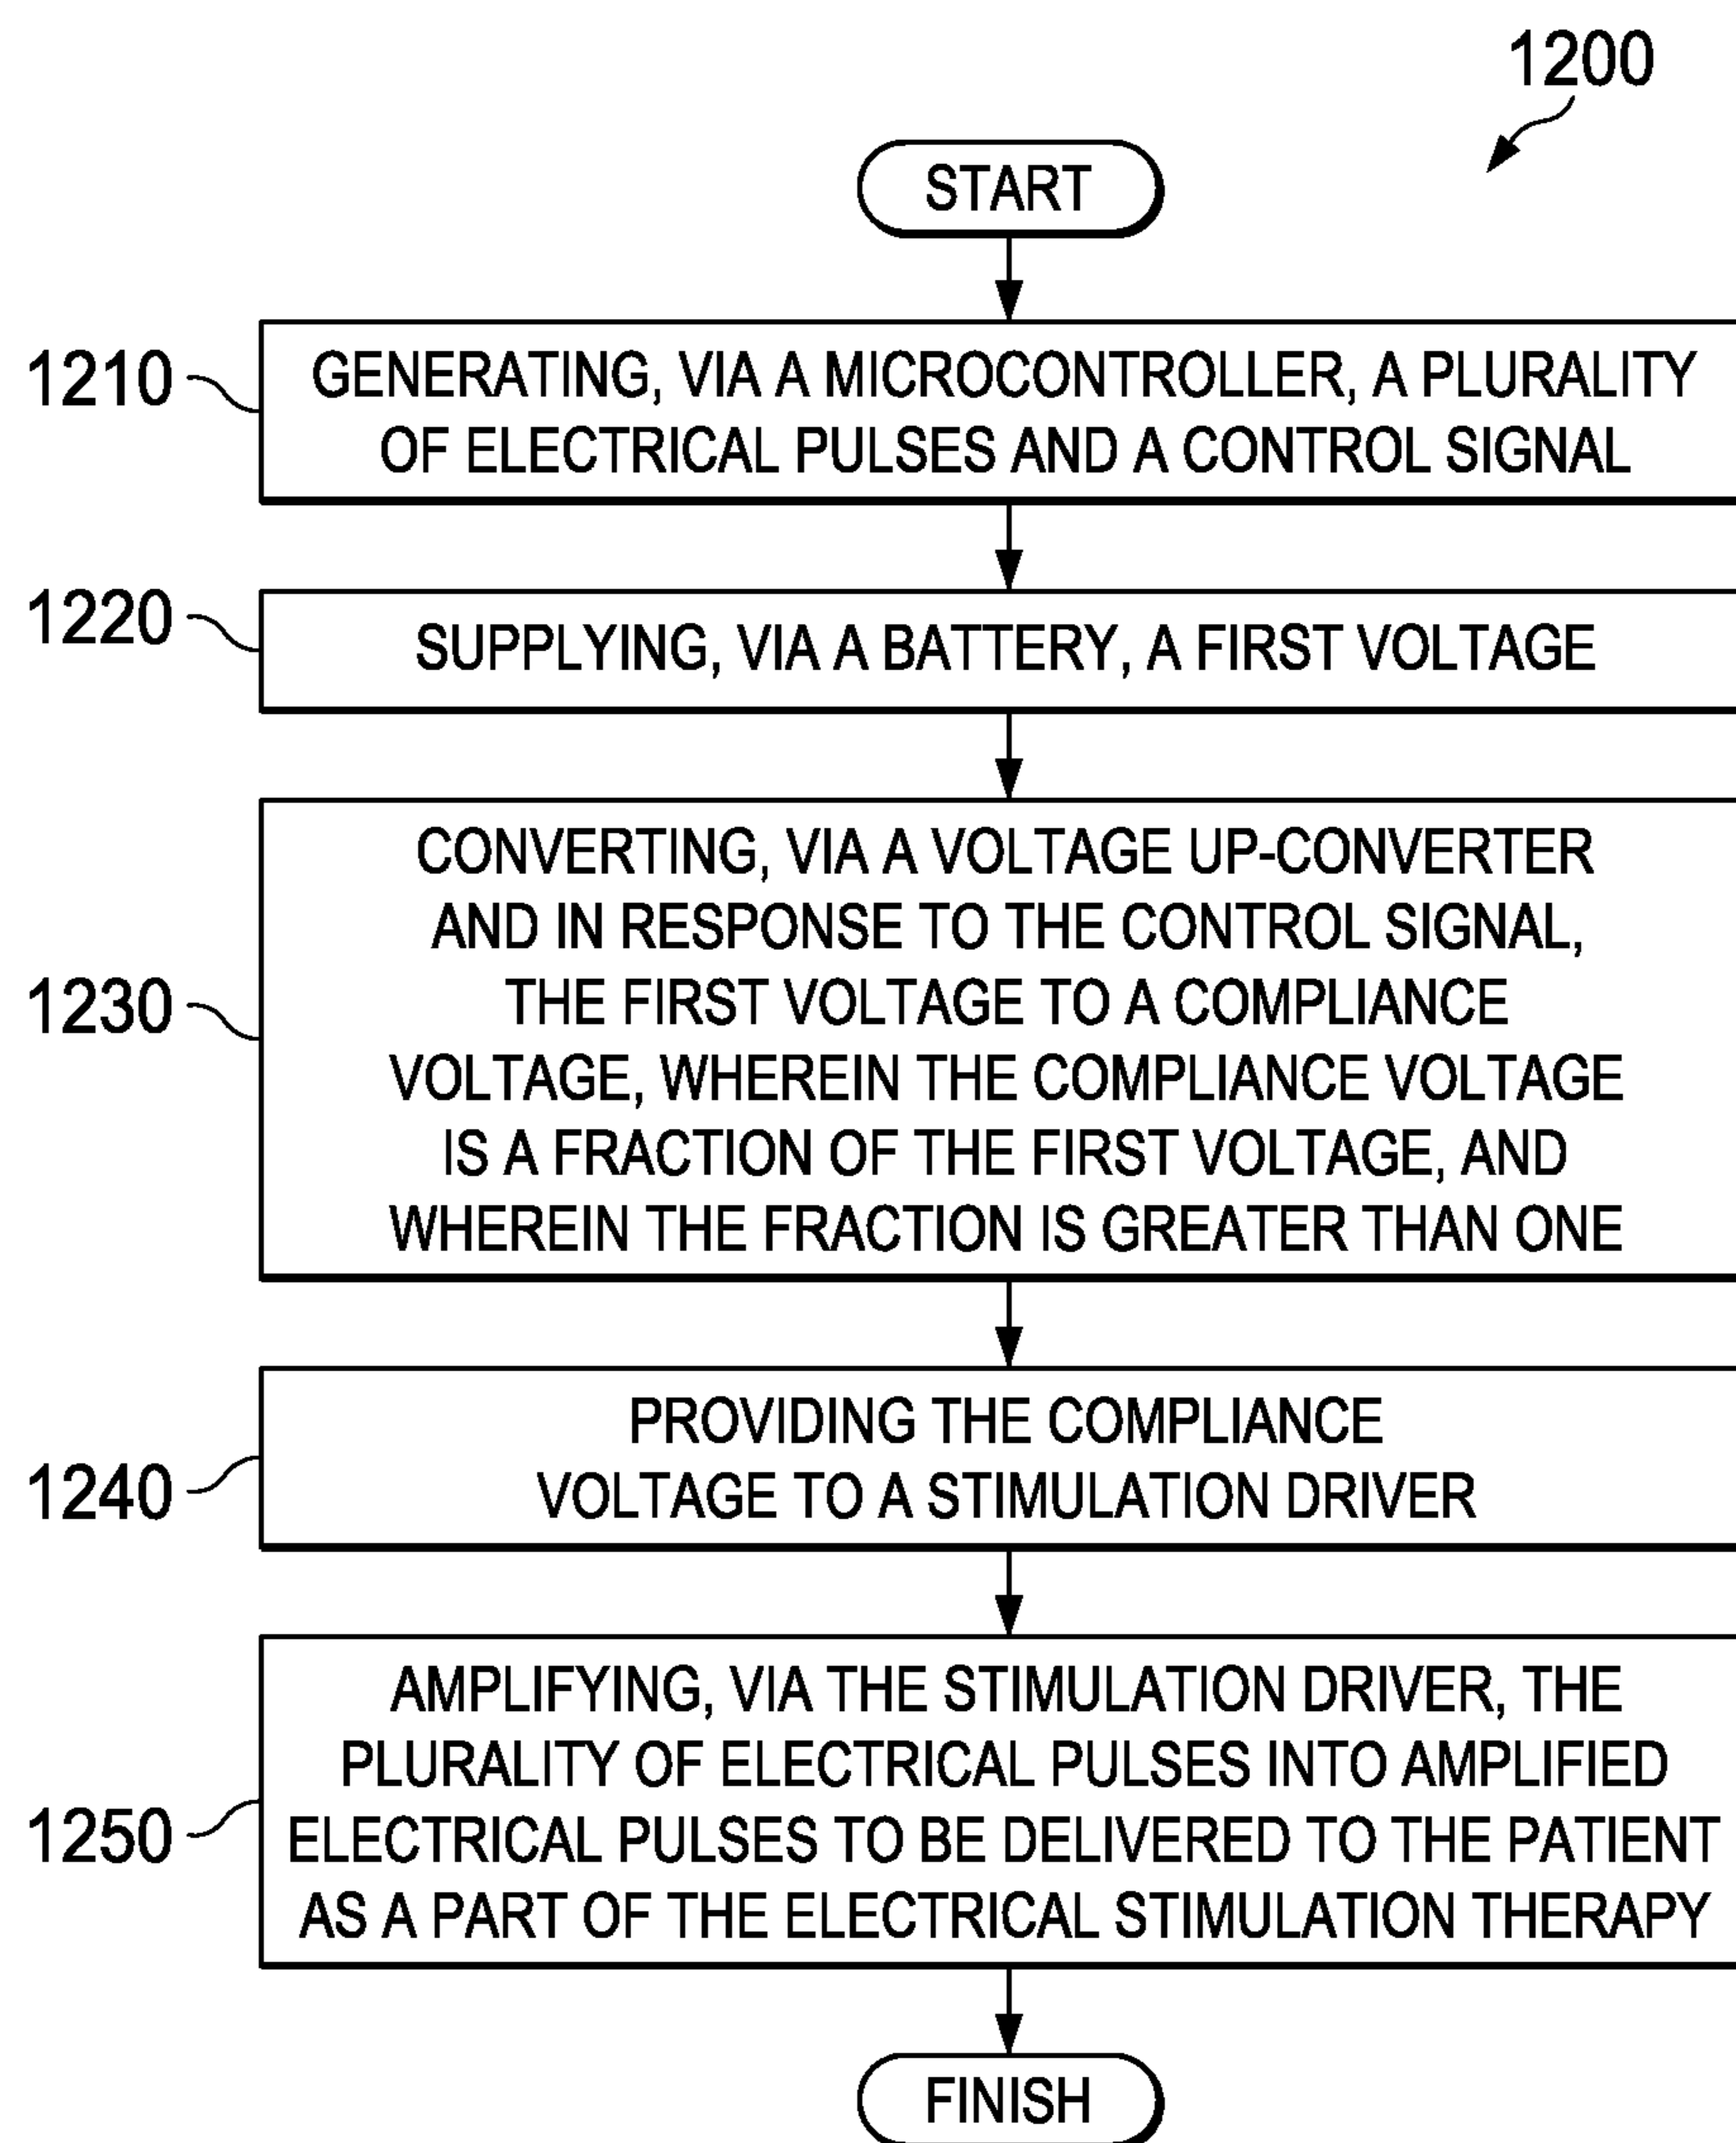 1200
START
1210
GENERATING, VIA A MICROCONTROLLER, A PLURALITY
OF ELECTRICAL PULSES AND A CONTROL SIGNAL
1220
SUPPLYING, VIA A BATTERY, A FIRST VOLTAGE
1230
CONVERTING, VIA A VOLTAGE UP-CONVERTER
AND IN RESPONSE TO THE CONTROL SIGNAL,
THE FIRST VOLTAGE TO A COMPLIANCE
VOLTAGE, WHEREIN THE COMPLIANCE VOLTAGE
IS A FRACTION OF THE FIRST VOLTAGE, AND
WHEREIN THE FRACTION IS GREATER THAN ONE
1240
PROVIDING THE COMPLIANCE
VOLTAGE TO A STIMULATION DRIVER
1250
AMPLIFYING, VIA THE STIMULATION DRIVER, THE
PLURALITY OF ELECTRICAL PULSES INTO AMPLIFIED
ELECTRICAL PULSES TO BE DELIVERED TO THE PATIENT
AS A PART OF THE ELECTRICAL STIMULATION THERAPY
FINISH